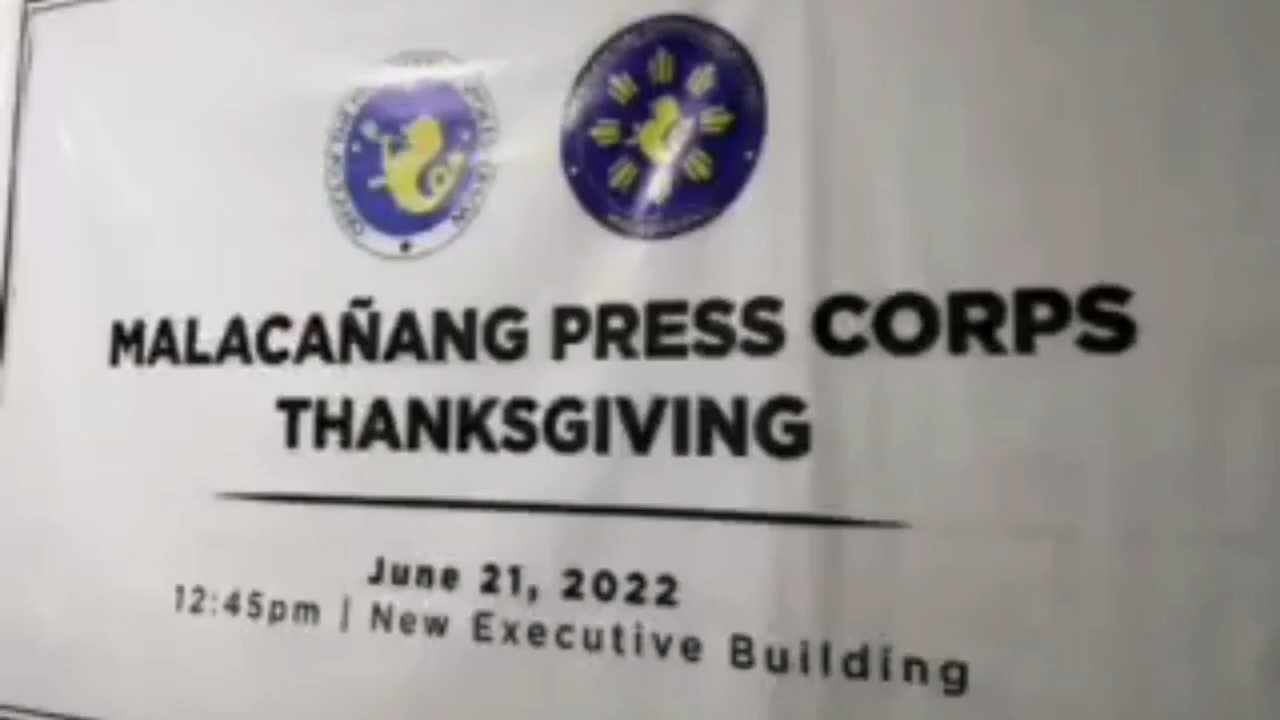 MALACAÑANG PRESS CORPS
THANKSGIVING
June 21, 2022
12:45pm | New Executive Building